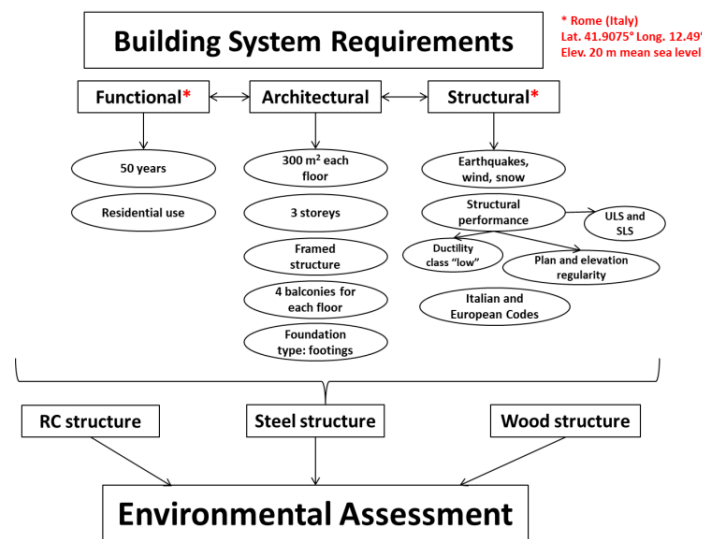 Building System Requirements
* Rome (Italy)
Lat. 41.9075° Long. 12.49°
Elev. 20 m mean sea level
Functional*
Architectural
Structural*
50 years
Residential use
300 m² each
floor
3 storeys
Framed
structure
4 balconies for
each floor
Foundation
type: footings
Earthquakes,
wind, snow
Structural
performance
ULS and
SLS
Ductility
class "low"
Plan and elevation
regularity
Italian and
European Codes
RC structure
Steel structure
Wood structure
Environmental Assessment